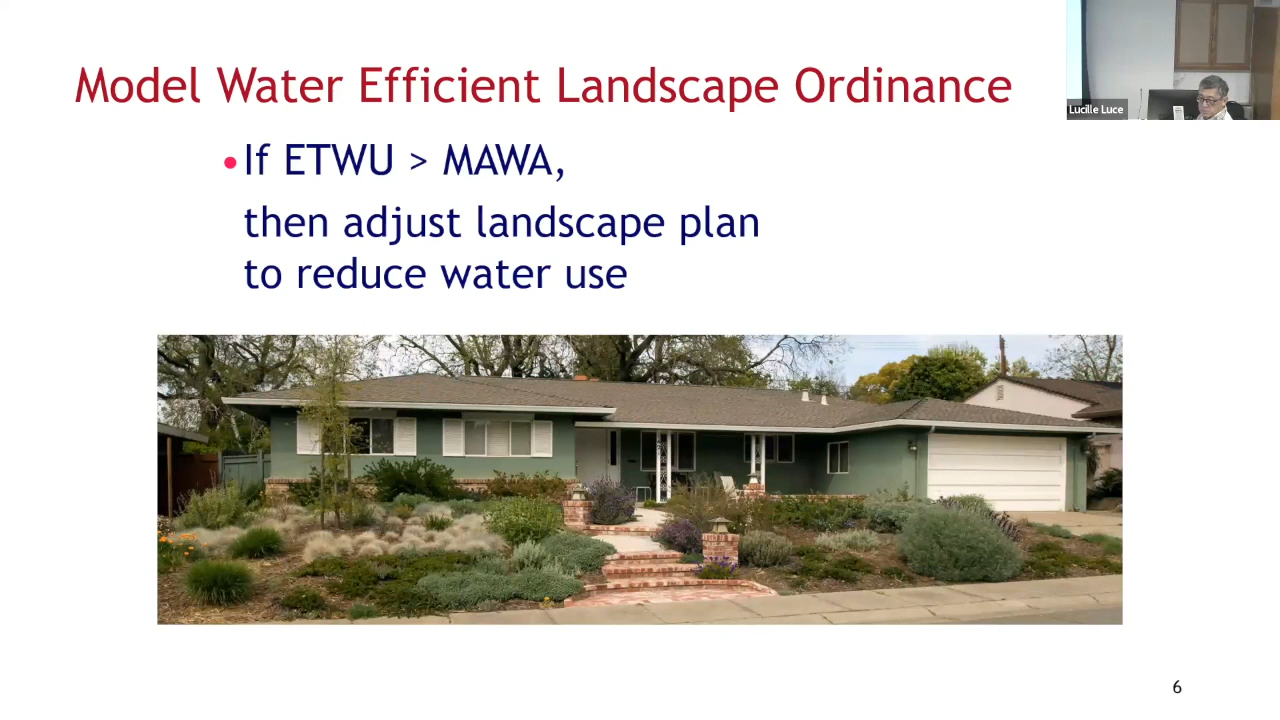 Model Water Efficient Landscape Ordinance
Lucille Luce
•If ETWU > MAWA,
then adjust landscape plan
to reduce water use
6